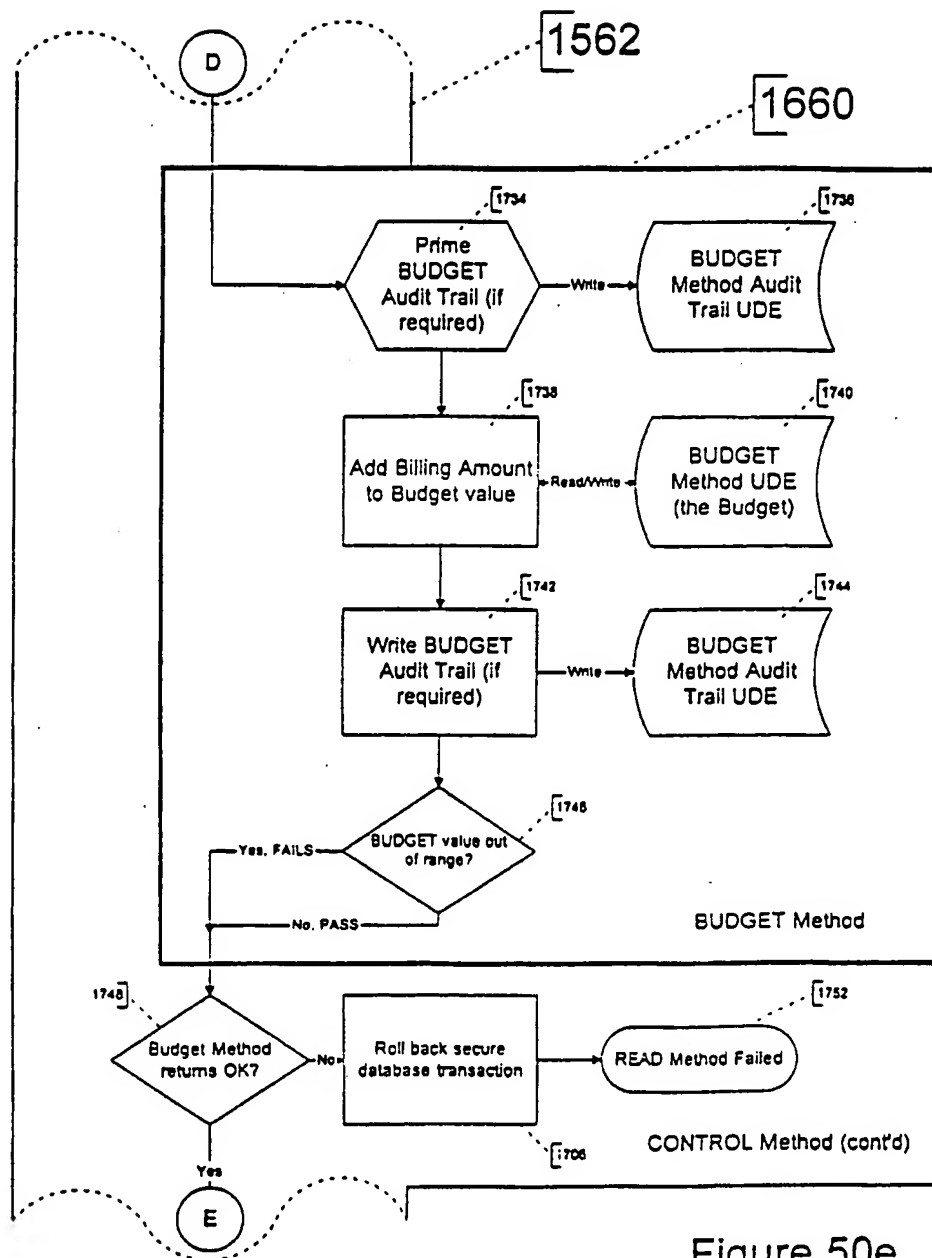 D
1562
1660
1734
Prime
BUDGET
Audit Trail (if
required)
Write
1736
BUDGET
Method Audit
Trail UDE
1738
Add Billing Amount
to Budget value
Read/Write
1740
BUDGET
Method UDE
(the Budget)
1742
Write BUDGET
Audit Trail (if
required)
Write
1744
BUDGET
Method Audit
Trail UDE
1746
BUDGET value out
of range?
Yes, FAILS
No, PASS
BUDGET Method
1748
Budget Method
returns OK?
No
Roll back secure
database transaction
1752
READ Method Failed
1706
CONTROL Method (cont'd)
Yes
E
Figure 50e